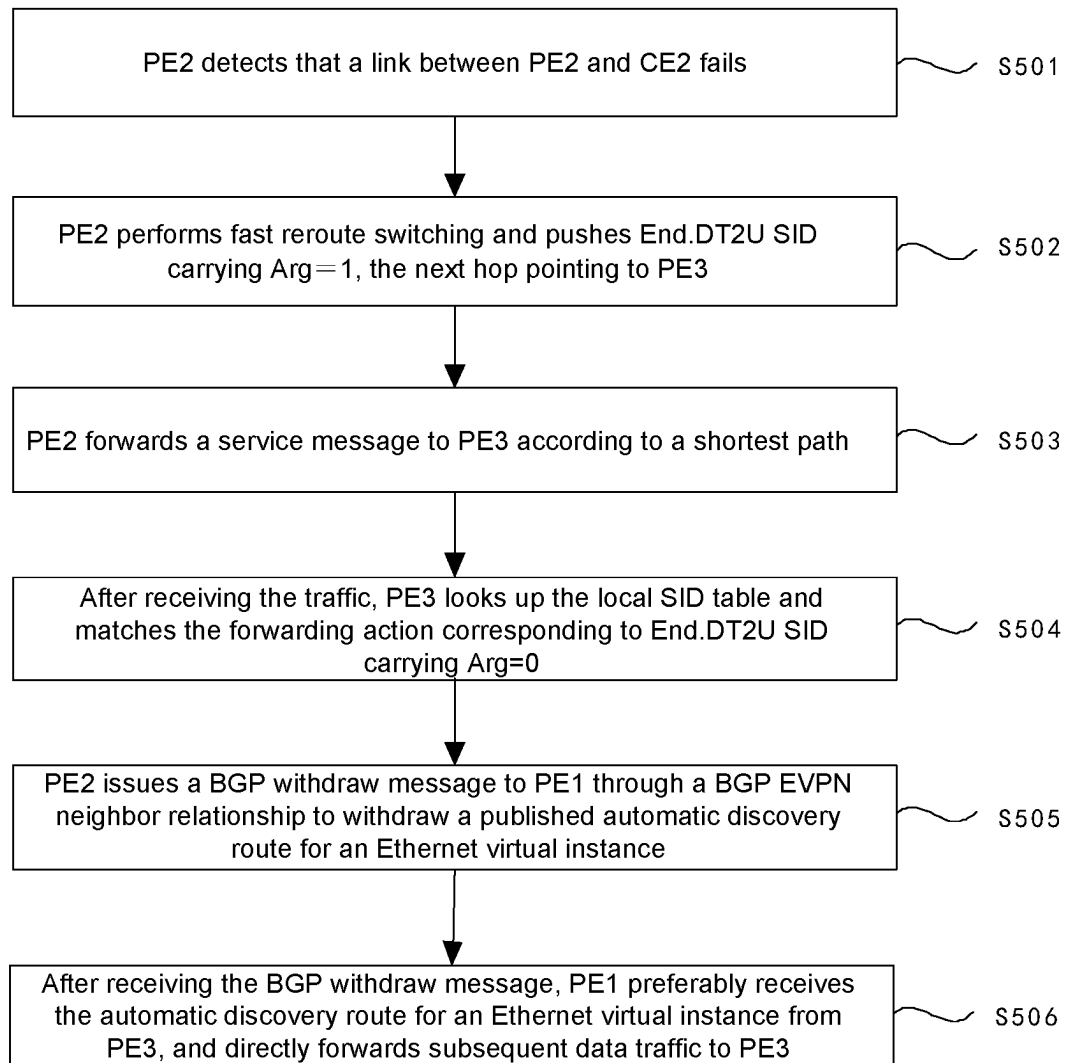 PE2 detects that a link between PE2 and CE2 fails
S501
PE2 performs fast reroute switching and pushes End.DT2U SID
carrying Arg＝1, the next hop pointing to PE3
S502
PE2 forwards a service message to PE3 according to a shortest path
S503
After receiving the traffic, PE3 looks up the local SID table and
matches the forwarding action corresponding to End.DT2U SID
carrying Arg=0
S504
PE2 issues a BGP withdraw message to PE1 through a BGP EVPN
neighbor relationship to withdraw a published automatic discovery
route for an Ethernet virtual instance
S505
After receiving the BGP withdraw message, PE1 preferably receives
the automatic discovery route for an Ethernet virtual instance from
PE3, and directly forwards subsequent data traffic to PE3
S506